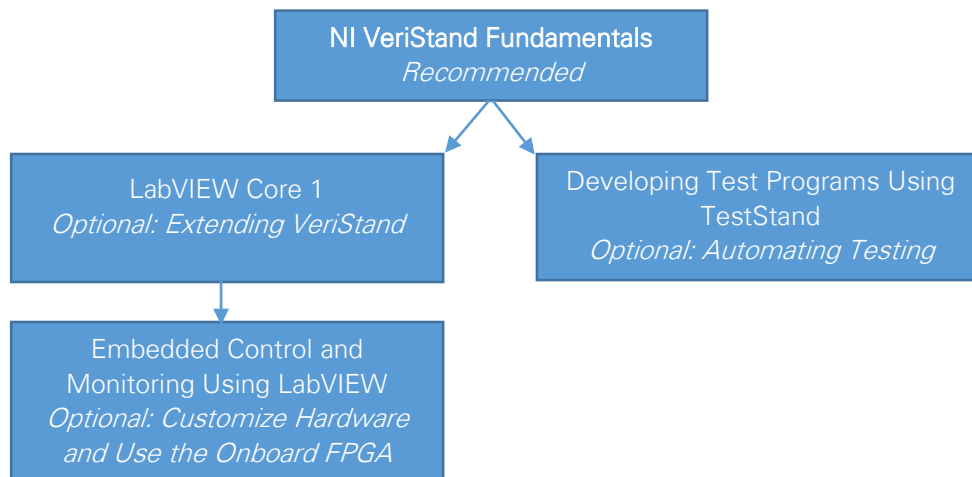 NI VeriStand Fundamentals
Recommended
LabVIEW Core 1
Optional: Extending VeriStand
Developing Test Programs Using
TestStand
Optional: Automating Testing
Embedded Control and
Monitoring Using LabVIEW
Optional: Customize Hardware
and Use the Onboard FPGA